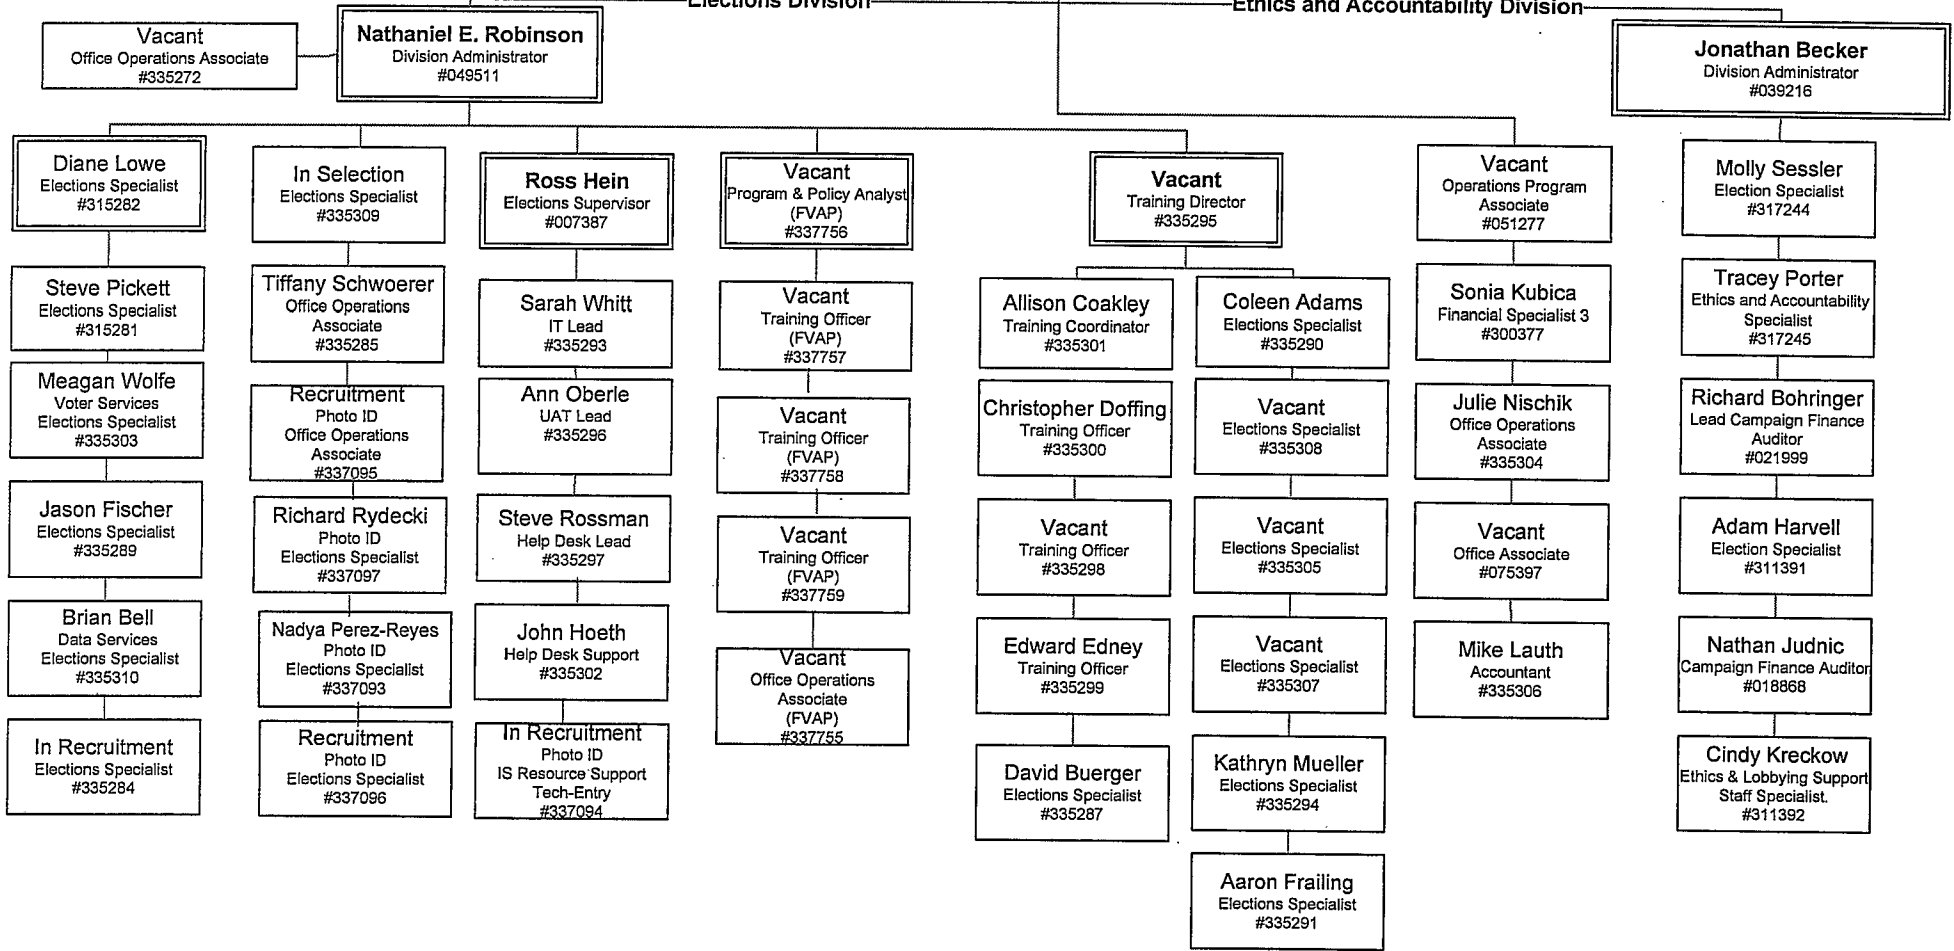 Elections Division
Ethics and Accountability Division
Vacant
Office Operations Associate
#335272
Nathaniel E. Robinson
Division Administrator
#049511
Jonathan Becker
Division Administrator
#039216
Diane Lowe
Elections Specialist
#315282
Steve Pickett
Elections Specialist
#315281
Meagan Wolfe
Voter Services
Elections Specialist
#335303
Jason Fischer
Elections Specialist
#335289
Brian Bell
Data Services
Elections Specialist
#335310
In Recruitment
Elections Specialist
#335284
In Selection
Elections Specialist
#335309
Tiffany Schwoerer
Office Operations
Associate
#335285
Recruitment
Photo ID
Office Operations
Associate
#337095
Richard Rydecki
Photo ID
Elections Specialist
#337097
Nadya Perez-Reyes
Photo ID
Elections Specialist
#337093
Recruitment
Photo ID
Elections Specialist
#337096
Ross Hein
Elections Supervisor
#007387
Sarah Whitt
IT Lead
#335293
Ann Oberle
UAT Lead
#335296
Steve Rossman
Help Desk Lead
#335297
John Hoeth
Help Desk Support
#335302
In Recruitment
Photo ID
IS Resource Support
Tech-Entry
#337094
Vacant
Program & Policy Analyst
(FVAP)
#337756
Vacant
Training Officer
(FVAP)
#337757
Vacant
Training Officer
(FVAP)
#337758
Vacant
Training Officer
(FVAP)
#337759
Vacant
Office Operations
Associate
(FVAP)
#337755
Vacant
Training Director
#335295
Allison Coakley
Training Coordinator
#335301
Christopher Doffing
Training Officer
#335300
Vacant
Training Officer
#335298
Edward Edney
Training Officer
#335299
David Buerger
Elections Specialist
#335287
Coleen Adams
Elections Specialist
#335290
Vacant
Elections Specialist
#335308
Vacant
Elections Specialist
#335305
Vacant
Elections Specialist
#335307
Kathryn Mueller
Elections Specialist
#335294
Aaron Frailing
Elections Specialist
#335291
Vacant
Operations Program
Associate
#051277
Sonia Kubica
Financial Specialist 3
#300377
Julie Nischik
Office Operations
Associate
#335304
Vacant
Office Associate
#075397
Mike Lauth
Accountant
#335306
Molly Sessler
Election Specialist
#317244
Tracey Porter
Ethics and Accountability
Specialist
#317245
Richard Bohringer
Lead Campaign Finance
Auditor
#021999
Adam Harvell
Election Specialist
#311391
Nathan Judnic
Campaign Finance Auditor
#018868
Cindy Kreckow
Ethics & Lobbying Support
Staff Specialist.
#311392